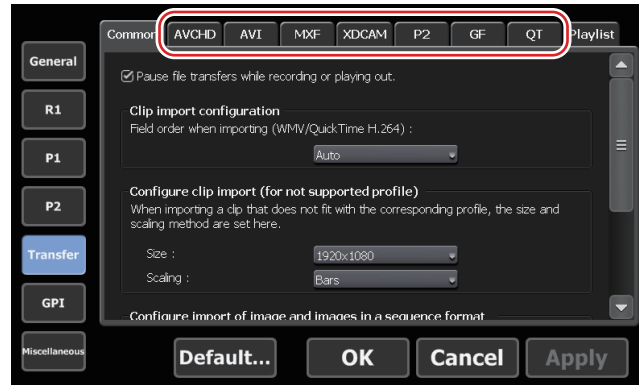 Common AVCHD AVI MXF XDCAM P2 GF QT Playlist
General
R1
P1
P2
Transfer
GPI
Miscellaneous
Pause file transfers while recording or playing out.
Clip import configuration
Field order when importing (WMV/QuickTime H.264) :
Auto
Configure clip import (for not supported profile)
When importing a clip that does not fit with the corresponding profile, the size and
scaling method are set here.
Size : 1920x1080
Scaling : Bars
Configure import of image and images in a sequence format
Default... OK Cancel Apply